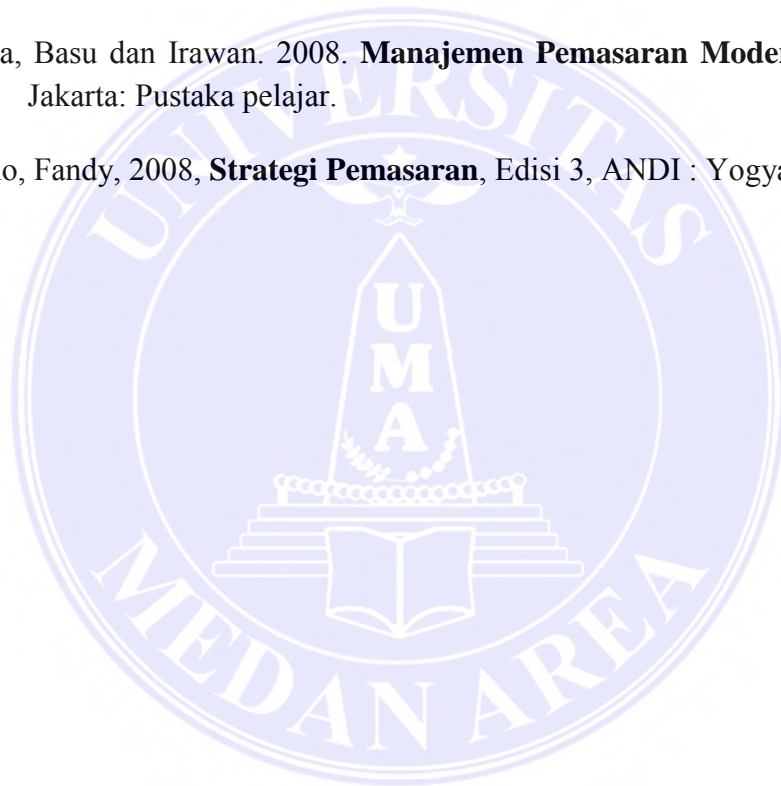 a, Basu dan Irawan. 2008. Manajemen Pemasaran Moder
Jakarta: Pustaka pelajar.
o, Fandy, 2008, Strategi Pemasaran, Edisi 3, ANDI : Yogya
UNIVERSITAS
U
M
A
MEDAN AREA